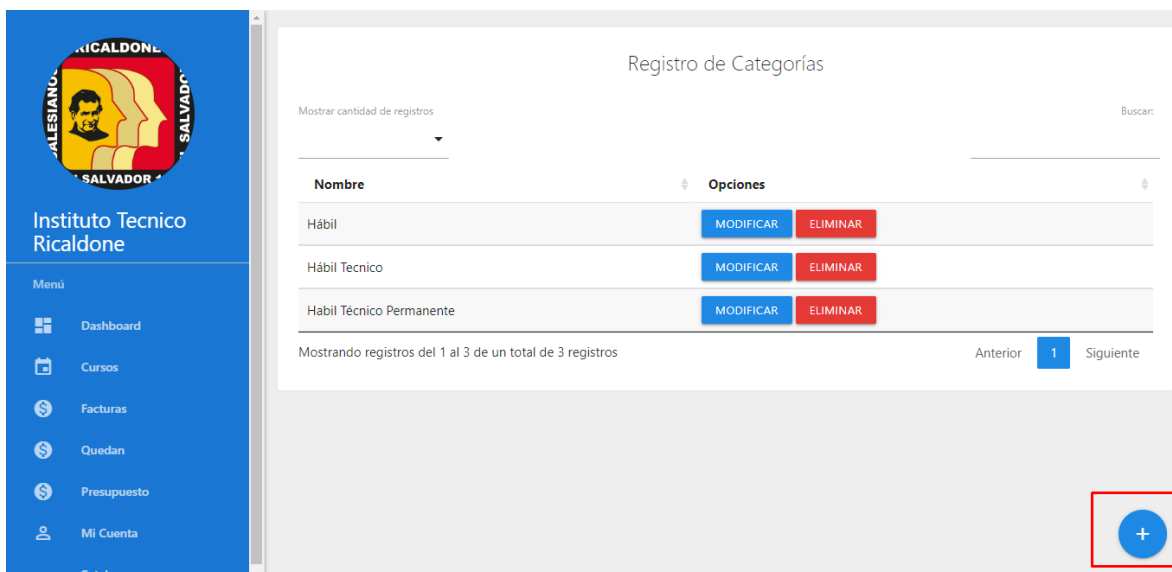 RICALDONE
SALESIANOS
SALVADOR
SALVADOR
Instituto Tecnico
Ricaldone
Menú
Dashboard
Cursos
Facturas
Quedan
Presupuesto
Mi Cuenta
Registro de Categorías
Mostrar cantidad de registros
Buscar:
Nombre Opciones
Hábil MODIFICAR ELIMINAR
Hábil Tecnico MODIFICAR ELIMINAR
Habil Técnico Permanente MODIFICAR ELIMINAR
Mostrando registros del 1 al 3 de un total de 3 registros
Anterior 1 Siguiente
+